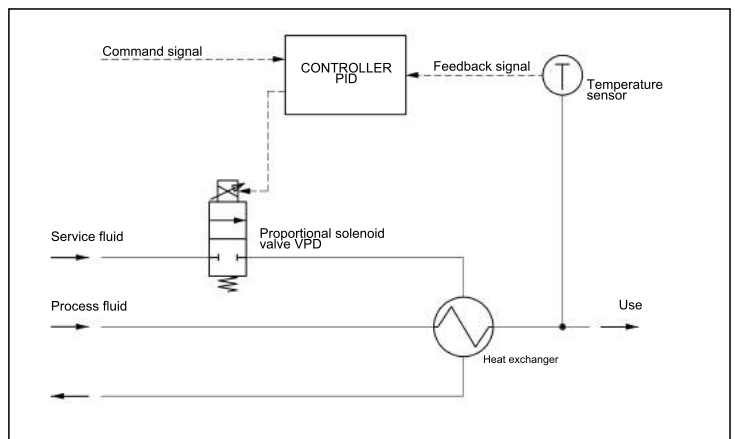 Command signal
CONTROLLER
PID
Feedback signal
T
Temperature
sensor
Service fluid
Proportional solenoid
valve VPD
Process fluid
Use
Heat exchanger